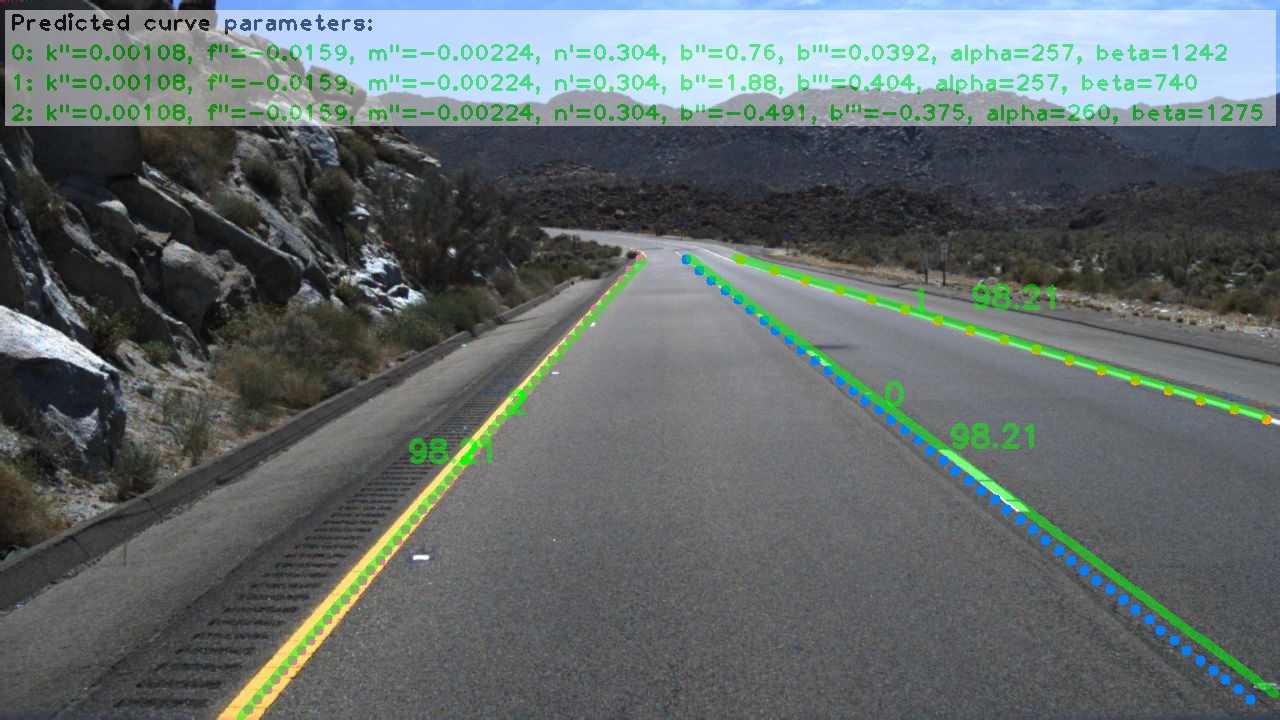 Predicted curve parameters:
0: k''=0.00108, f''=−0.0159, m''=−0.00224, n'=0.304, b''=0.76, b'''=0.0392, alpha=257, beta=1242
1: k''=0.00108, f''=−0.0159, m''=−0.00224, n'=0.304, b''=1.88, b'''=0.404, alpha=257, beta=740
2: k''=0.00108, f''=−0.0159, m''=−0.00224, n'=0.304, b''=−0.491, b'''=−0.375, alpha=260, beta=1275
1 98.21
0
2
98.21
98.21